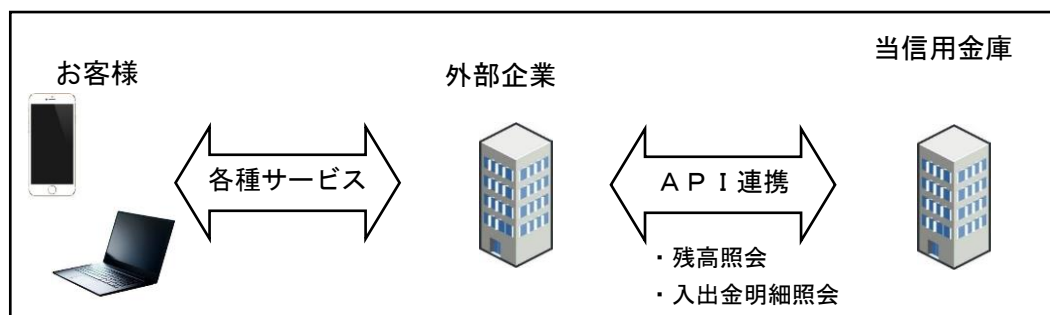 お客様
外部企業
当信用金庫
各種サービス
ＡＰＩ連携
・残高照会
・入出金明細照会